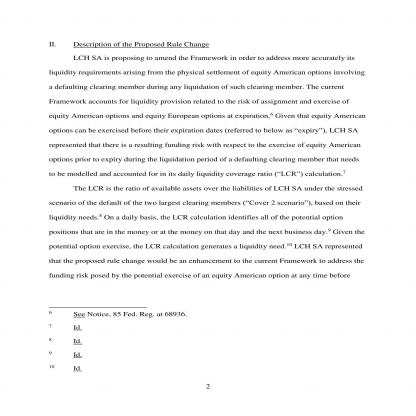 II. Description of the Proposed Rule Change
LCH SA is proposing to amend the Framework in order to address more accurately its
liquidity requirements arising from the physical settlement of equity American options involving
a defaulting clearing member during any liquidation of such clearing member. The current
Framework accounts for liquidity provision related to the risk of assignment and exercise of
equity American options and equity European options at expiration.6 Given that equity American
options can be exercised before their expiration dates (referred to below as “expiry”), LCH SA
represented that there is a resulting funding risk with respect to the exercise of equity American
options prior to expiry during the liquidation period of a defaulting clearing member that needs
to be modelled and accounted for in its daily liquidity coverage ratio (“LCR”) calculation.7
The LCR is the ratio of available assets over the liabilities of LCH SA under the stressed
scenario of the default of the two largest clearing members (“Cover 2 scenario”), based on their
liquidity needs.8 On a daily basis, the LCR calculation identifies all of the potential option
positions that are in the money or at the money on that day and the next business day.9 Given the
potential option exercise, the LCR calculation generates a liquidity need.10 LCH SA represented
that the proposed rule change would be an enhancement to the current Framework to address the
funding risk posed by the potential exercise of an equity American option at any time before
6 See Notice, 85 Fed. Reg. at 68936.
7 Id.
8 Id.
9 Id.
10 Id.
2